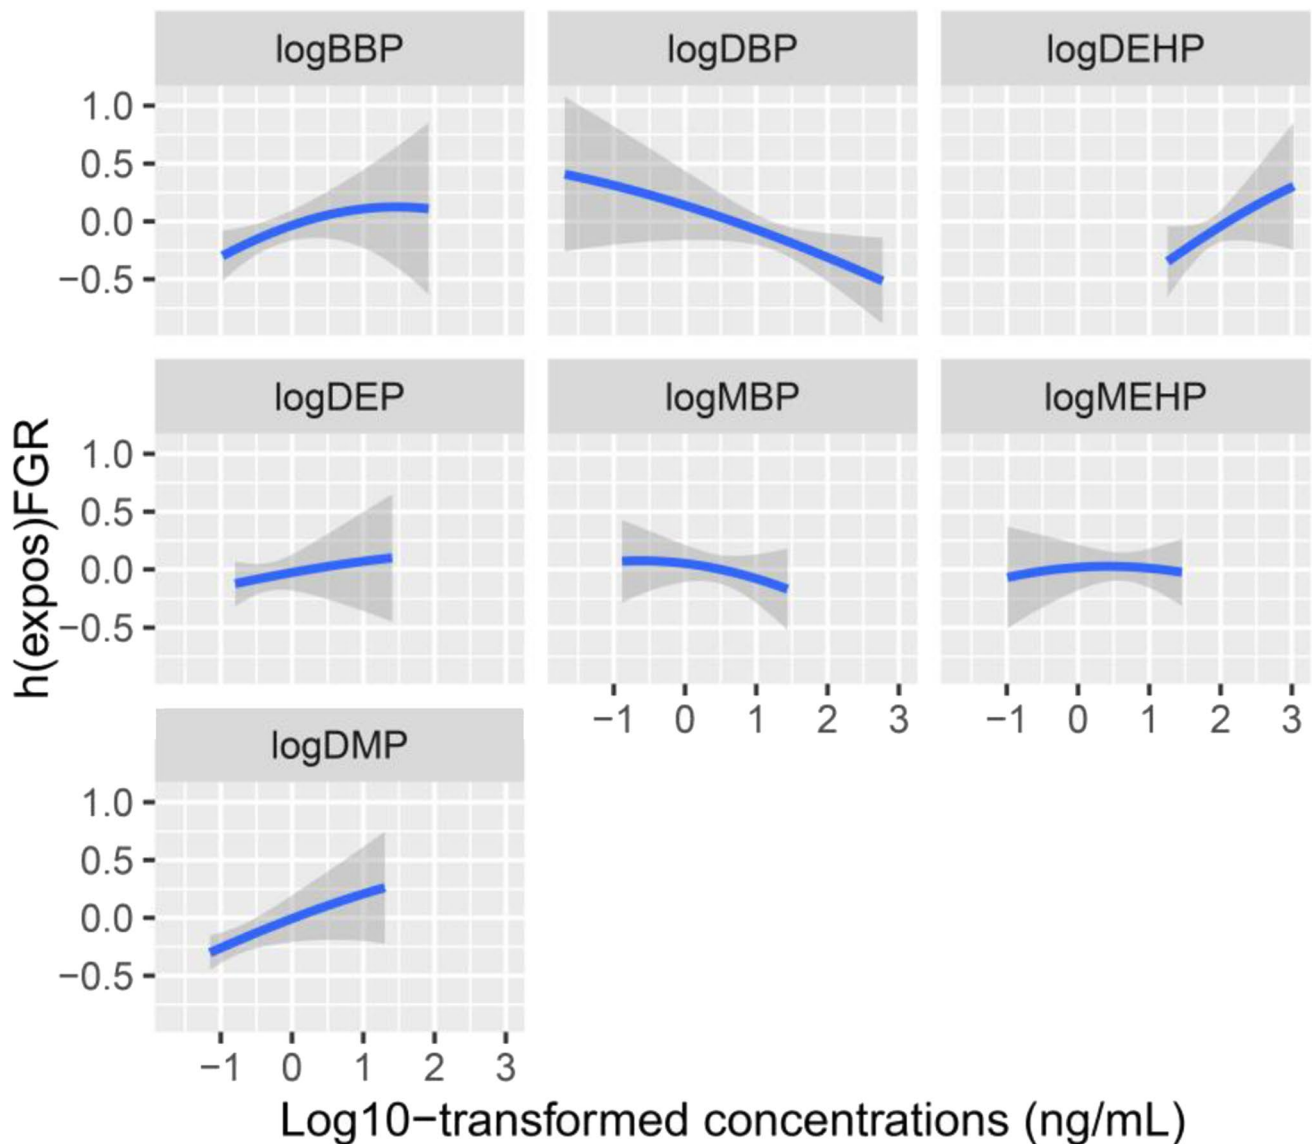 logBBP logDBP logDEHP
1.0
0.5
0.0
−0.5
logDEP logMBP logMEHP
1.0
0.5
0.0
−0.5
−1 0 1 2 3 −1 0 1 2 3
logDMP
1.0
0.5
0.0
−0.5
−1 0 1 2 3
h(expos)FGR
Log10−transformed concentrations (ng/mL)